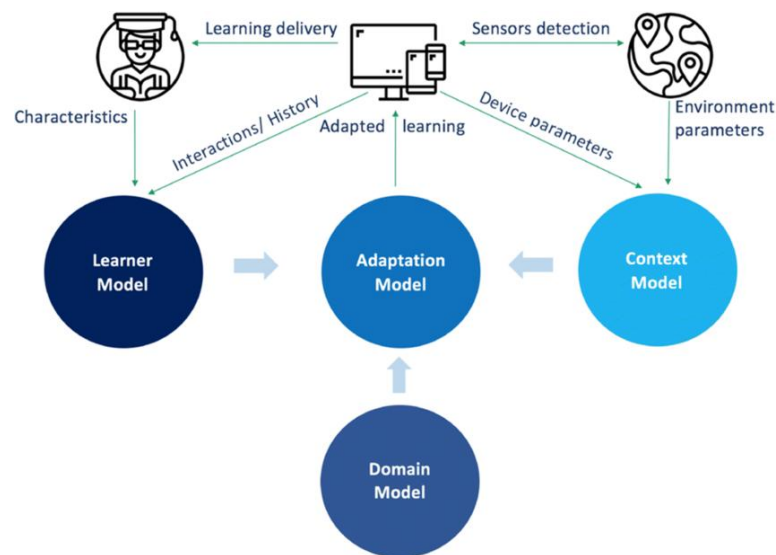 Learning delivery
Sensors detection
Characteristics
Interactions/ History
Adapted learning
Device parameters
Environment
parameters
Learner
Model
Adaptation
Model
Context
Model
Domain
Model